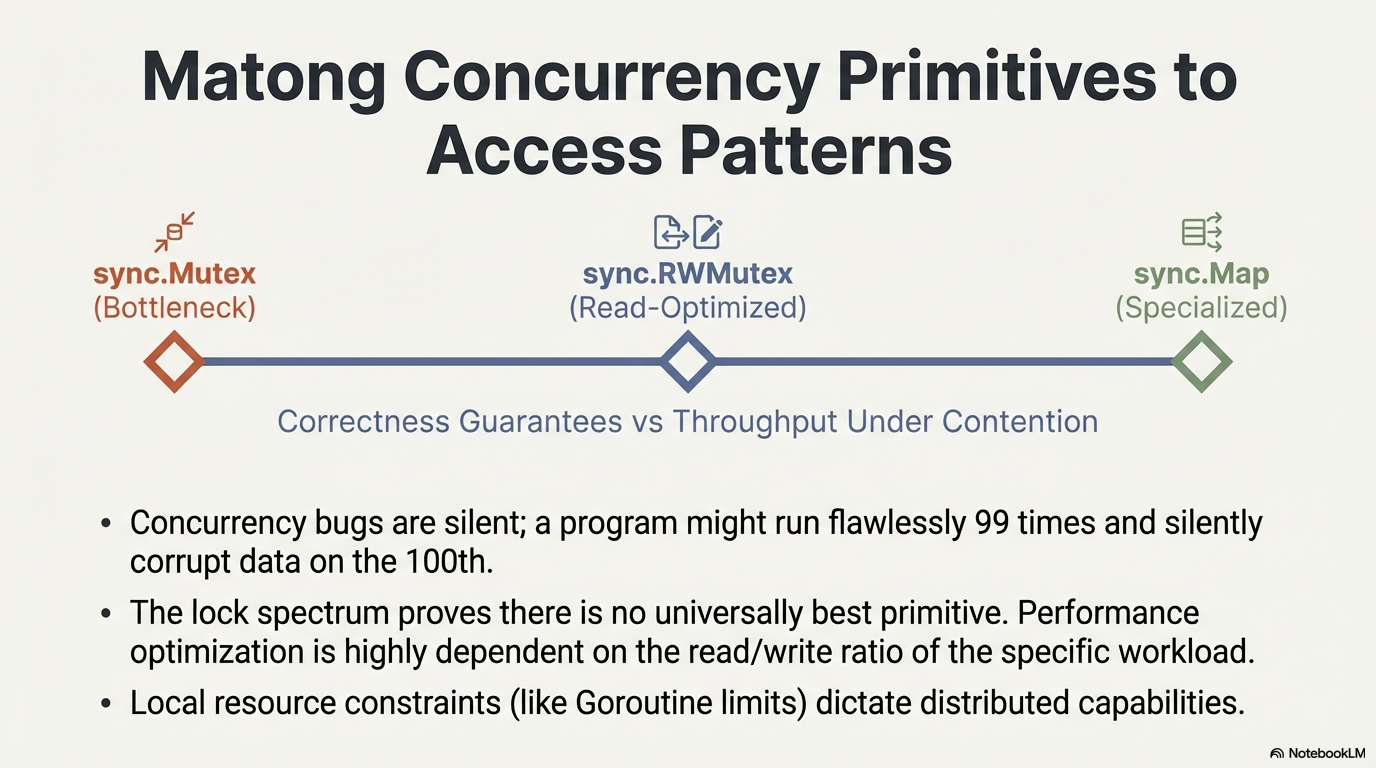 Matong Concurrency Primitives to
Access Patterns
sync.Mutex
(Bottleneck)
sync.RWMutex
(Read-Optimized)
sync.Map
(Specialized)
Correctness Guarantees vs Throughput Under Contention
• Concurrency bugs are silent; a program might run flawlessly 99 times and silently
corrupt data on the 100th.
• The lock spectrum proves there is no universally best primitive. Performance
optimization is highly dependent on the read/write ratio of the specific workload.
• Local resource constraints (like Goroutine limits) dictate distributed capabilities.
NotebookLM